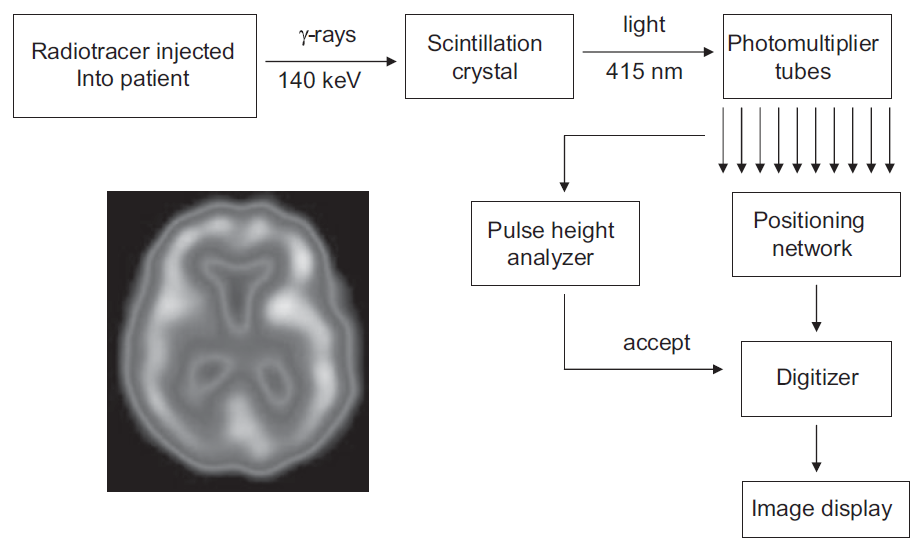 Radiotracer injected
Into patient
γ-rays
140 keV
Scintillation
crystal
light
415 nm
Photomultiplier
tubes
Pulse height
analyzer
Positioning
network
accept
Digitizer
Image display